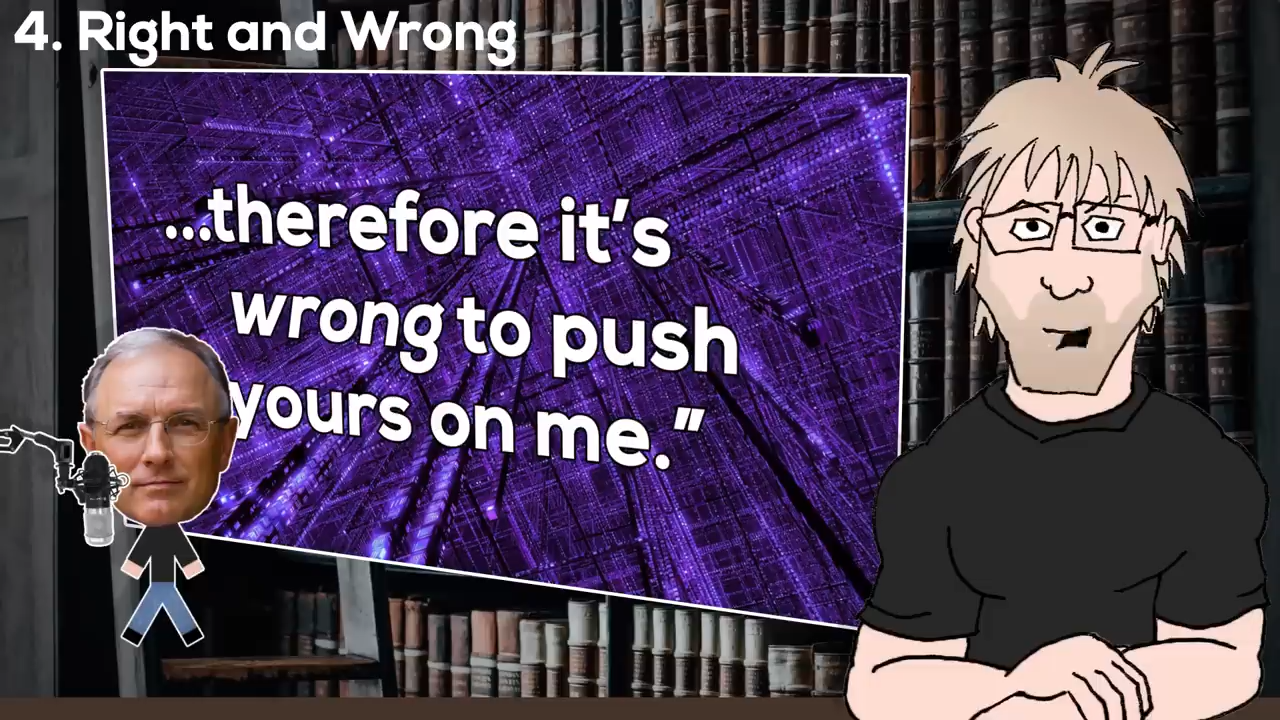 4. Right and Wrong
...therefore it's
wrong to push
yours on me."